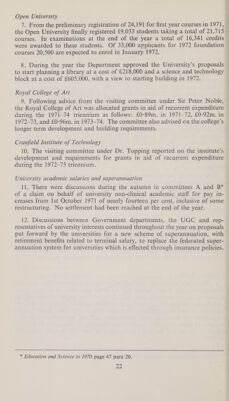 Open University
7. From the preliminary registration of 24,191 for first year courses in 1971,
the Open University finally registered 19,033 students taking a total of 21,715
courses. In examinations at the end of the year a total of 16,341 credits
were awarded to these students. Of 35,000 applicants for 1972 foundation
courses 20,500 are expected to enrol in January 1972.
8. During the year the Department approved the University's proposals
to start planning a library at a cost of £218,000 and a science and technology
block at a cost of £605,000, with a view to starting building in 1972.
Royal College of Art
9. Following advice from the visiting committee under Sir Peter Noble,
the Royal College of Art was allocated grants in aid of recurrent expenditure
during the 1971–74 triennium as follows: £0·89m. in 1971–72, £0·92m. in
1972–73, and £0·96m. in 1973–74. The committee also advised on the college's
longer term development and building requirements.
Cranfield Institute of Technology
10. The visiting committee under Dr. Topping reported on the institute's
development and requirements for grants in aid of recurrent expenditure
during the 1972–75 triennium.
University academic salaries and superannuation
11. There were discussions during the autumn in committees A and B*
of a claim on behalf of university non-clinical academic staff for pay in-
creases from 1st October 1971 of nearly fourteen per cent, inclusive of some
restructuring. No settlement had been reached at the end of the year.
12. Discussions between Government departments, the UGC and rep-
resentatives of university interests continued throughout the year on proposals
put forward by the universities for a new scheme of superannuation, with
retirement benefits related to terminal salary, to replace the federated super-
annuation system for universities which is effected through insurance policies.
* Education and Science in 1970 page 47 para 20.
22